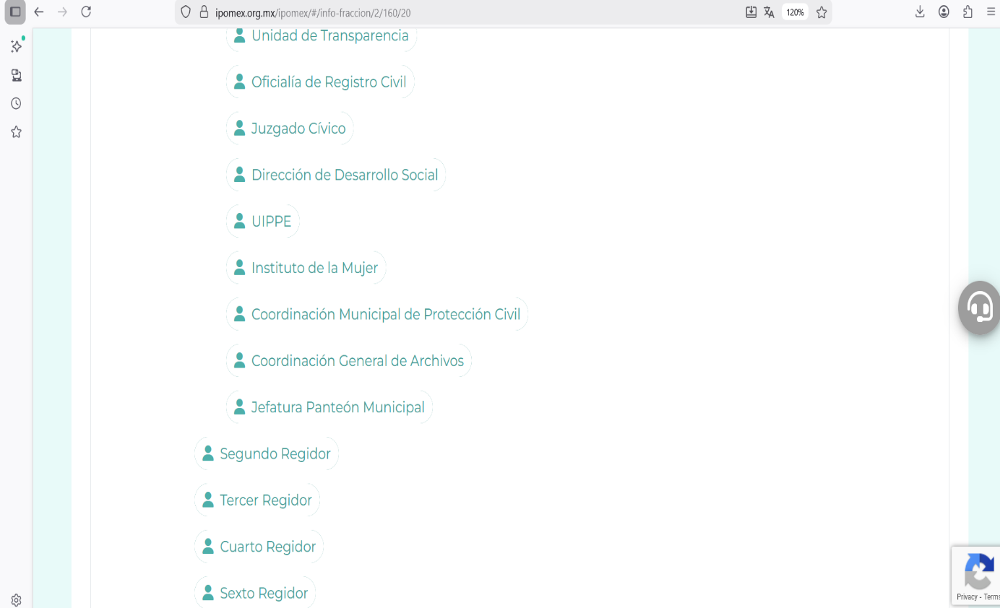 ipomex.org.mx/ipomex/#/info-fraccion/2/160/20
120%
Unidad de Transparencia
Oficialía de Registro Civil
Juzgado Cívico
Dirección de Desarrollo Social
UIPPE
Instituto de la Mujer
Coordinación Municipal de Protección Civil
Coordinación General de Archivos
Jefatura Panteón Municipal
Segundo Regidor
Tercer Regidor
Cuarto Regidor
Sexto Regidor
Privacy - Terms